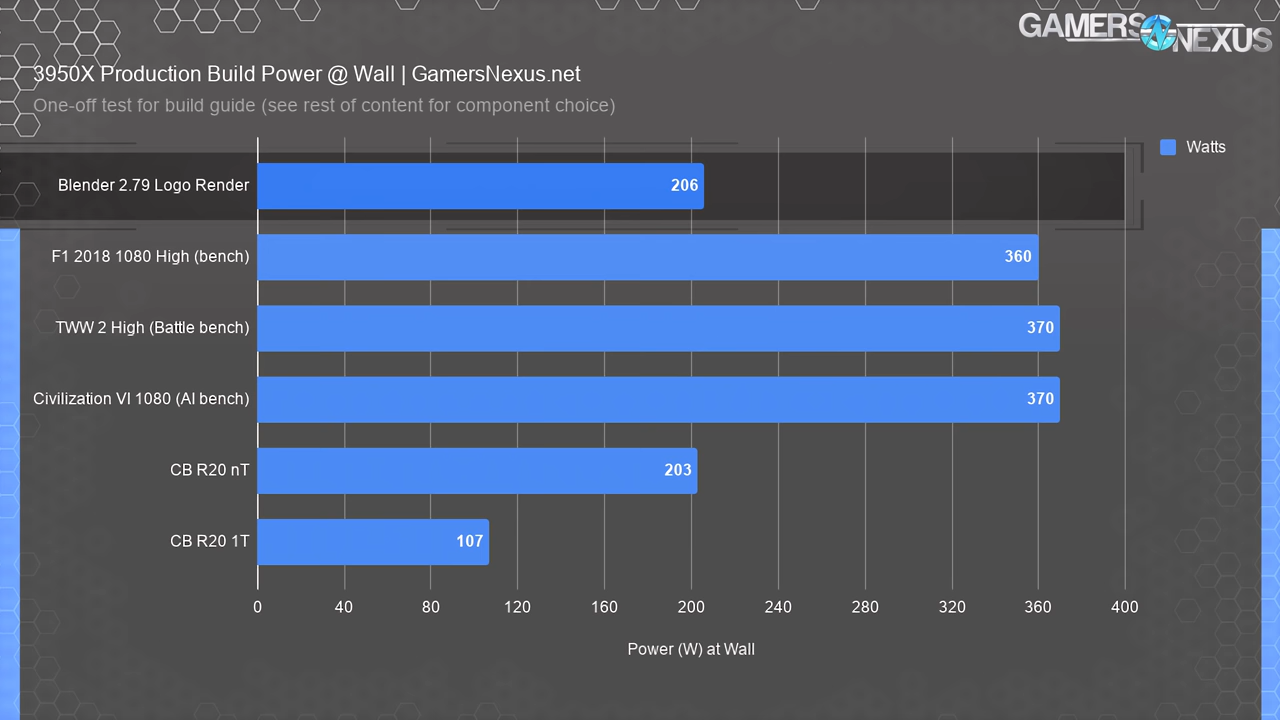 GAMERS NEXUS
3950X Production Build Power @ Wall | GamersNexus.net
One-off test for build guide (see rest of content for component choice)
Watts
Blender 2.79 Logo Render 206
F1 2018 1080 High (bench) 360
TWW 2 High (Battle bench) 370
Civilization VI 1080 (AI bench) 370
CB R20 nT 203
CB R20 1T 107
0 40 80 120 160 200 240 280 320 360 400
Power (W) at Wall